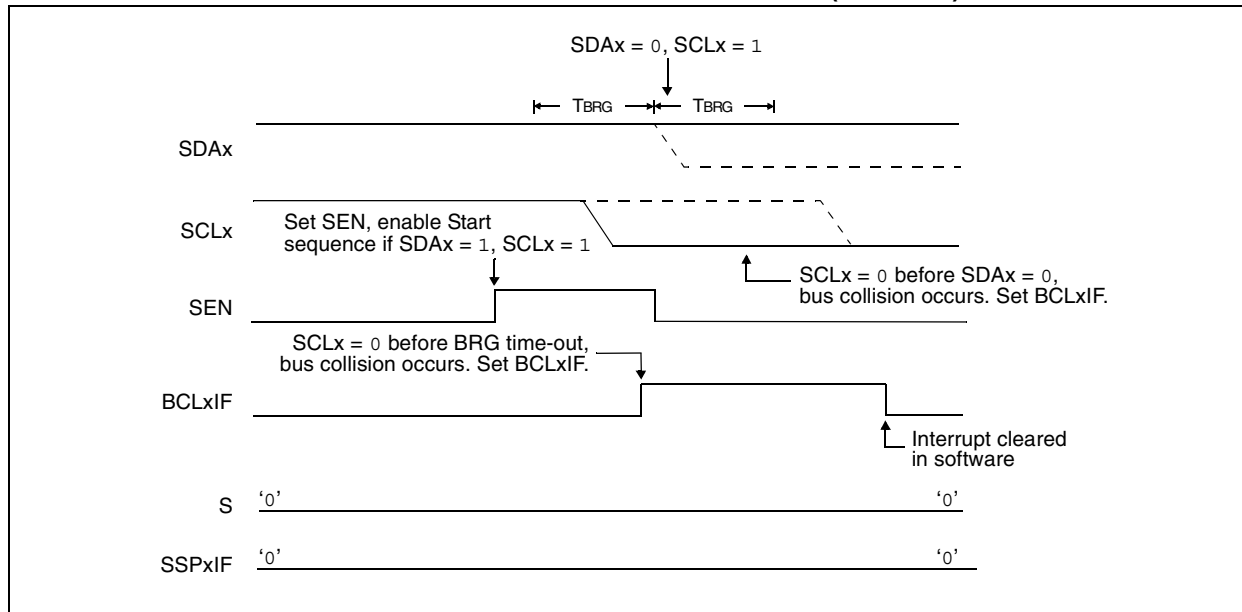 SDAx = 0, SCLx = 1
TBRG TBRG
SDAx
SCLx
Set SEN, enable Start
sequence if SDAx = 1, SCLx = 1
SCLx = 0 before SDAx = 0,
bus collision occurs. Set BCLxIF.
SEN
SCLx = 0 before BRG time-out,
bus collision occurs. Set BCLxIF.
BCLxIF
Interrupt cleared
in software
S ‘0’ ‘0’
SSPxIF ‘0’ ‘0’